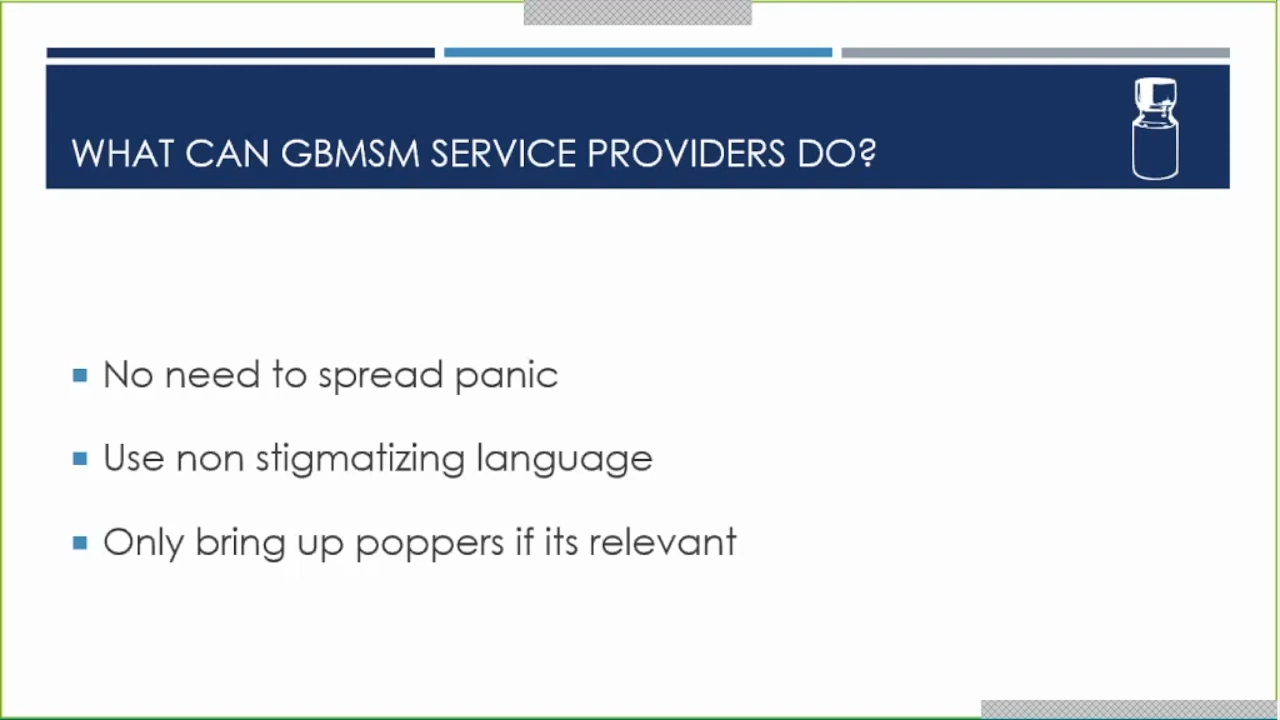 WHAT CAN GBMSM SERVICE PROVIDERS DO?
No need to spread panic
Use non stigmatizing language
Only bring up poppers if its relevant